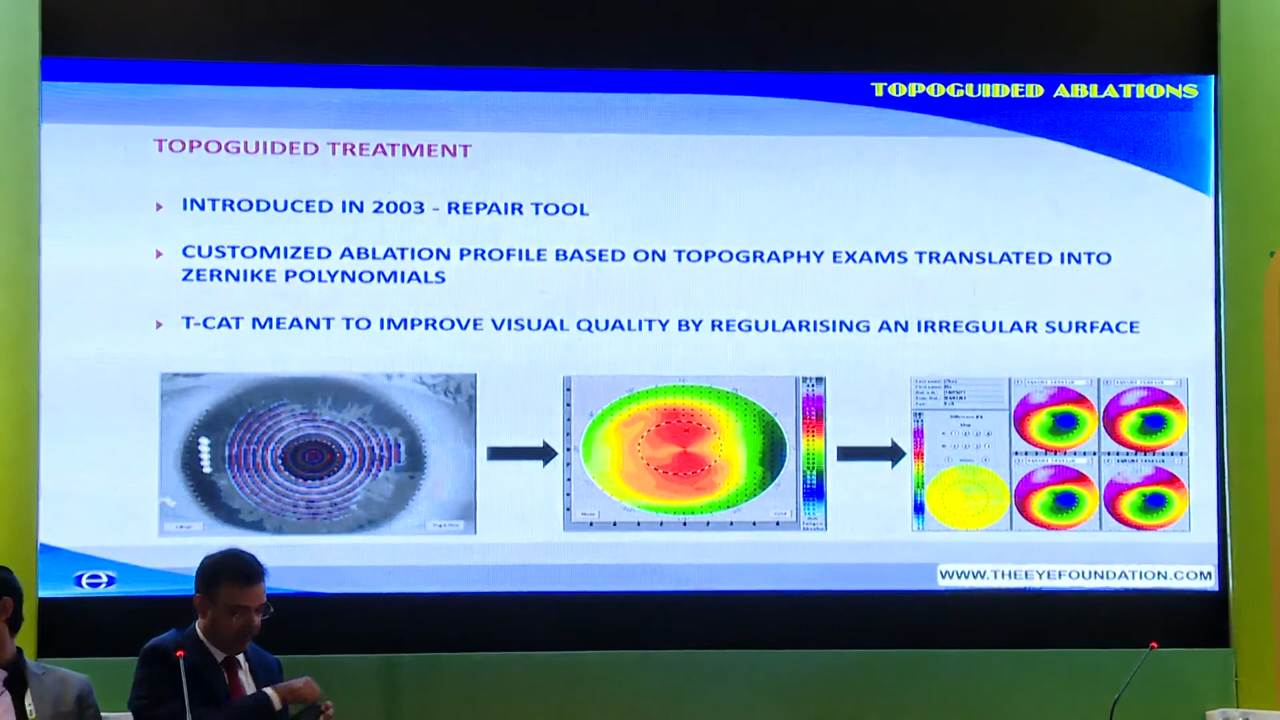 TOPOGUIDED ABLATIONS
TOPOGUIDED TREATMENT
INTRODUCED IN 2003 - REPAIR TOOL
CUSTOMIZED ABLATION PROFILE BASED ON TOPOGRAPHY EXAMS TRANSLATED INTO
ZERNIKE POLYNOMIALS
T-CAT MEANT TO IMPROVE VISUAL QUALITY BY REGULARISING AN IRREGULAR SURFACE
e
WWW.THEEYEFOUNDATION.COM